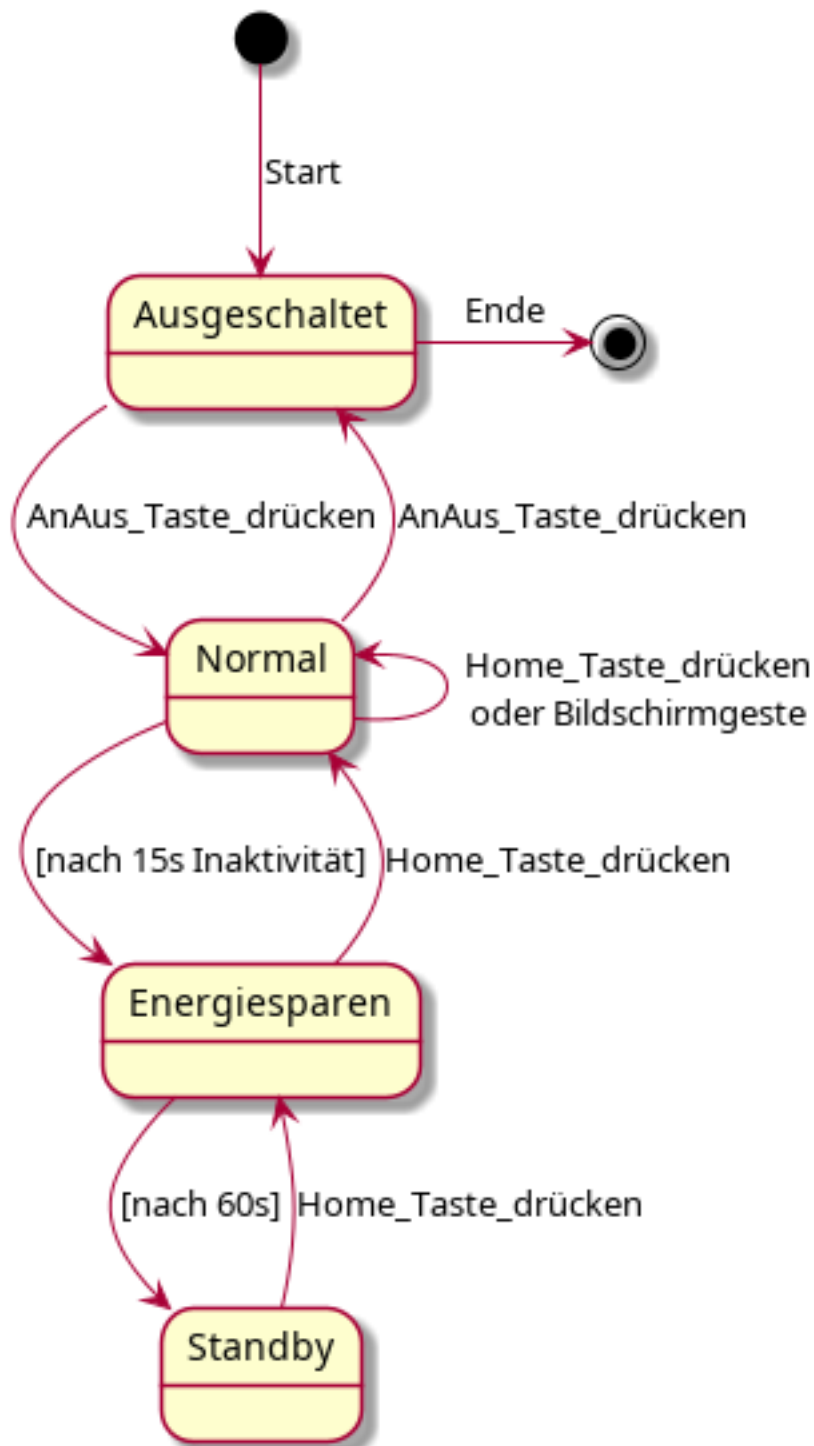 Start
Ausgeschaltet
Ende
AnAus_Taste_drücken
AnAus_Taste_drücken
Normal
Home_Taste_drücken
oder Bildschirmgeste
[nach 15s Inaktivität]
Home_Taste_drücken
Energiesparen
[nach 60s]
Home_Taste_drücken
Standby